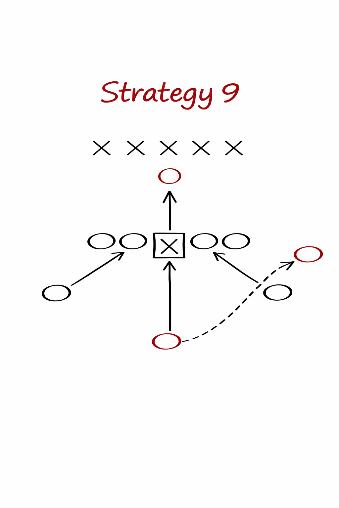 Strategy 9
X X X X X
X